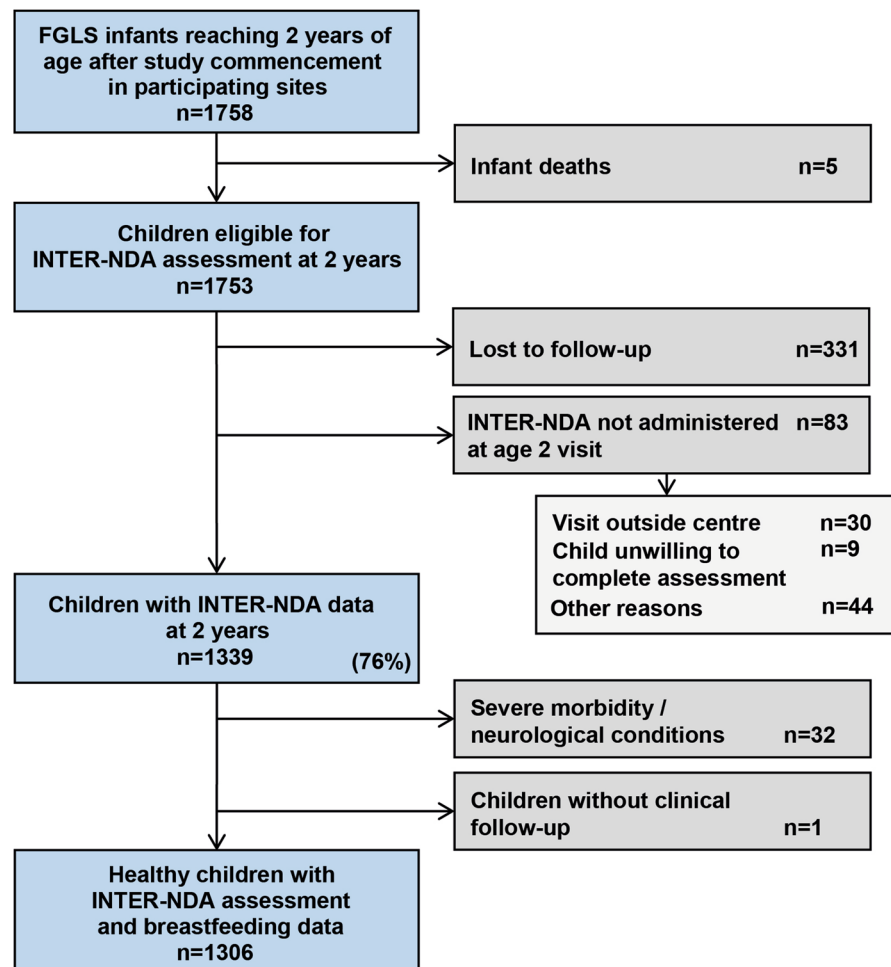 FGLS infants reaching 2 years of
age after study commencement
in participating sites
n=1758
Infant deaths n=5
Children eligible for
INTER-NDA assessment at 2 years
n=1753
Lost to follow-up n=331
INTER-NDA not administered n=83
at age 2 visit
Visit outside centre n=30
Child unwilling to n=9
complete assessment
Other reasons n=44
Children with INTER-NDA data
at 2 years
n=1339 (76%)
Severe morbidity /
neurological conditions n=32
Children without clinical
follow-up n=1
Healthy children with
INTER-NDA assessment
and breastfeeding data
n=1306